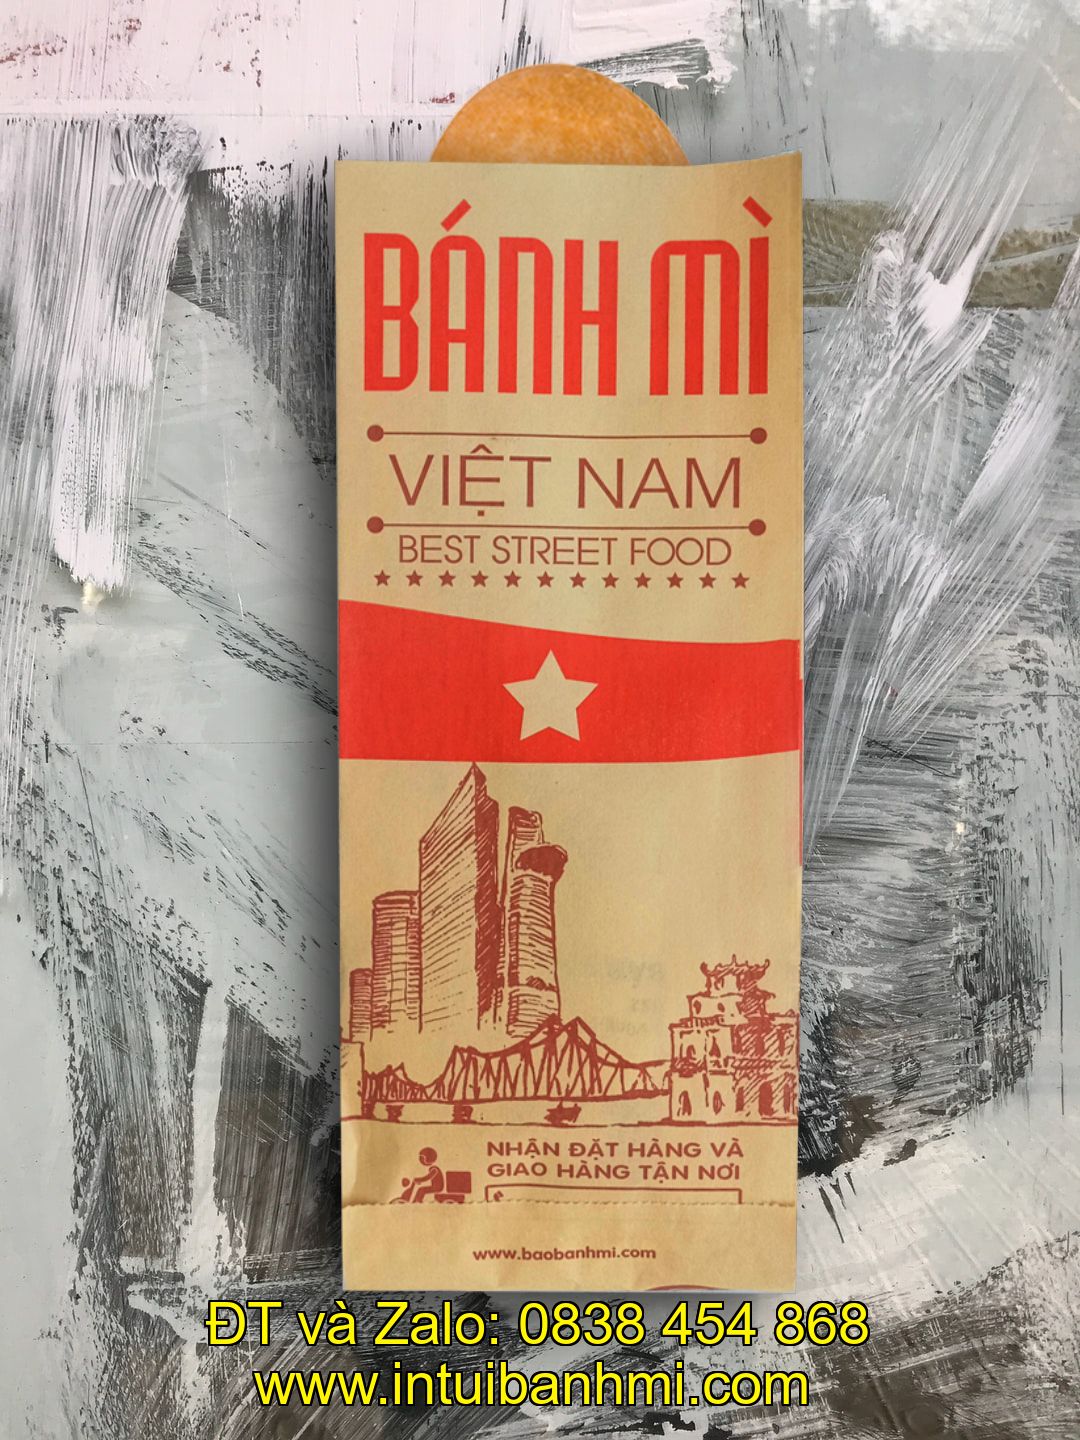 BÁNH MÌ
VIỆT NAM
BEST STREET FOOD
NHẬN ĐẶT HÀNG VÀ
GIAO HÀNG TẬN NƠI
www.baobanhmi.com
ĐT và Zalo: 0838 454 868
www.intuibanhmi.com